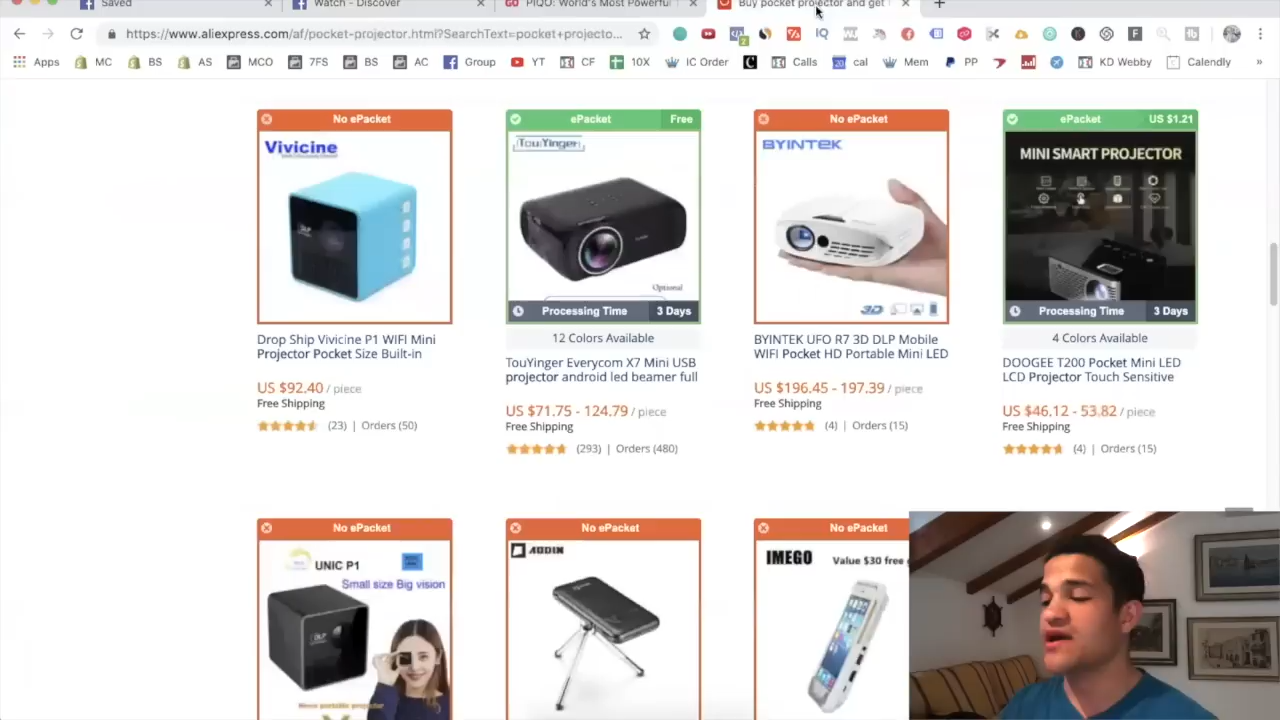 Saved
Watch - Discover
PIQO: World's Most Powerful
Buy pocket projector and get
https://www.aliexpress.com/af/pocket-projector.html?SearchText=pocket+projecto...
Apps MC BS AS MCO 7FS BS AC Group YT CF 10X IC Order Calls cal Mem PP KD Webby Calendly »
No ePacket
ePacket Free
No ePacket
ePacket US $1.21
Vivicine
TouYinger
BYINTEK
MINI SMART PROJECTOR
Optional
3D
Processing Time 3 Days
Processing Time 3 Days
12 Colors Available
4 Colors Available
Drop Ship Vivicine P1 WIFI Mini
Projector Pocket Size Built-in
US $92.40 / piece
Free Shipping
(23) | Orders (50)
TouYinger Everycom X7 Mini USB
projector android led beamer full
US $71.75 - 124.79 / piece
Free Shipping
(293) | Orders (480)
BYINTEK UFO R7 3D DLP Mobile
WIFI Pocket HD Portable Mini LED
US $196.45 - 197.39 / piece
Free Shipping
(4) | Orders (15)
DOOGEE T200 Pocket Mini LED
LCD Projector Touch Sensitive
US $46.12 - 53.82 / piece
Free Shipping
(4) | Orders (15)
No ePacket
No ePacket
No ePacket
UNIC P1
Small size Big vision
AODIN
IMEGO Value $30 free